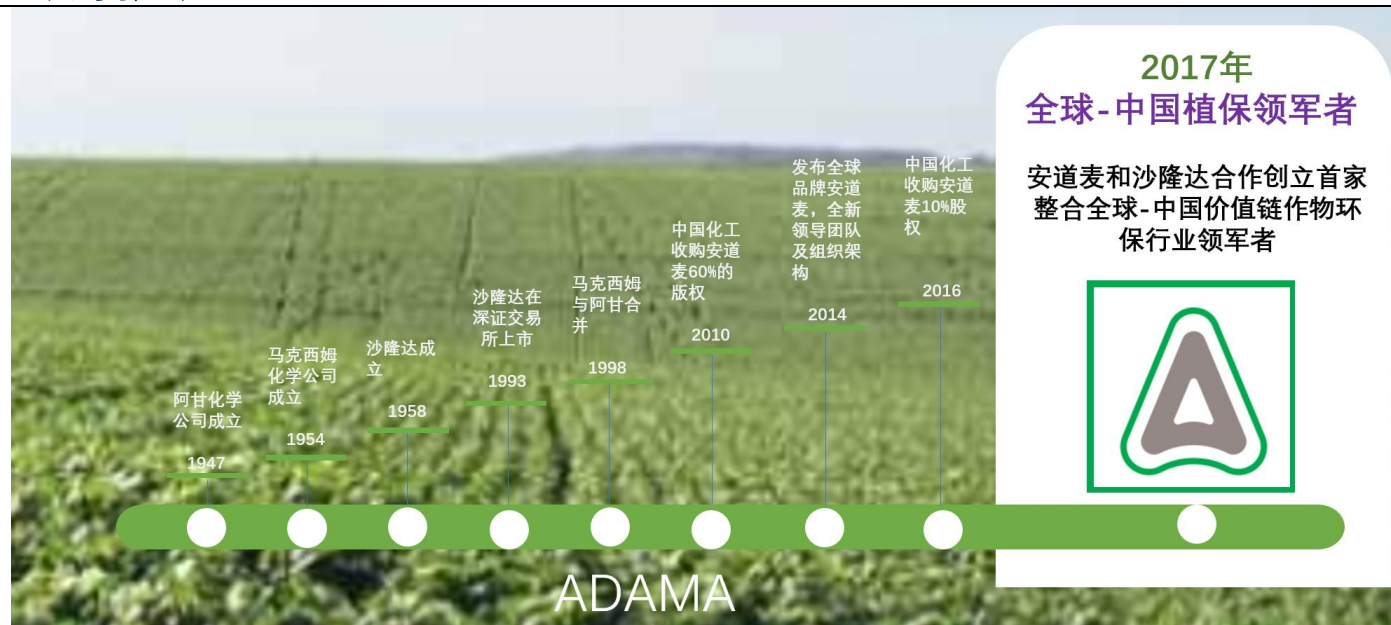 2017年
全球-中国植保领军者
安道麦和沙隆达合作创立首家
整合全球-中国价值链作物环
保行业领军者
阿甘化学
公司成立
1947
马克西姆
化学公司
成立
1954
沙隆达成
立
1958
沙隆达在
深证交易
所上市
1993
马克西姆
与阿甘合
并
1998
中国化工
收购安道
麦60%的
版权
2010
发布全球
品牌安道
麦，全新
领导团队
及组织架
构
2014
中国化工
收购安道
麦10%股
权
2016
ADAMA